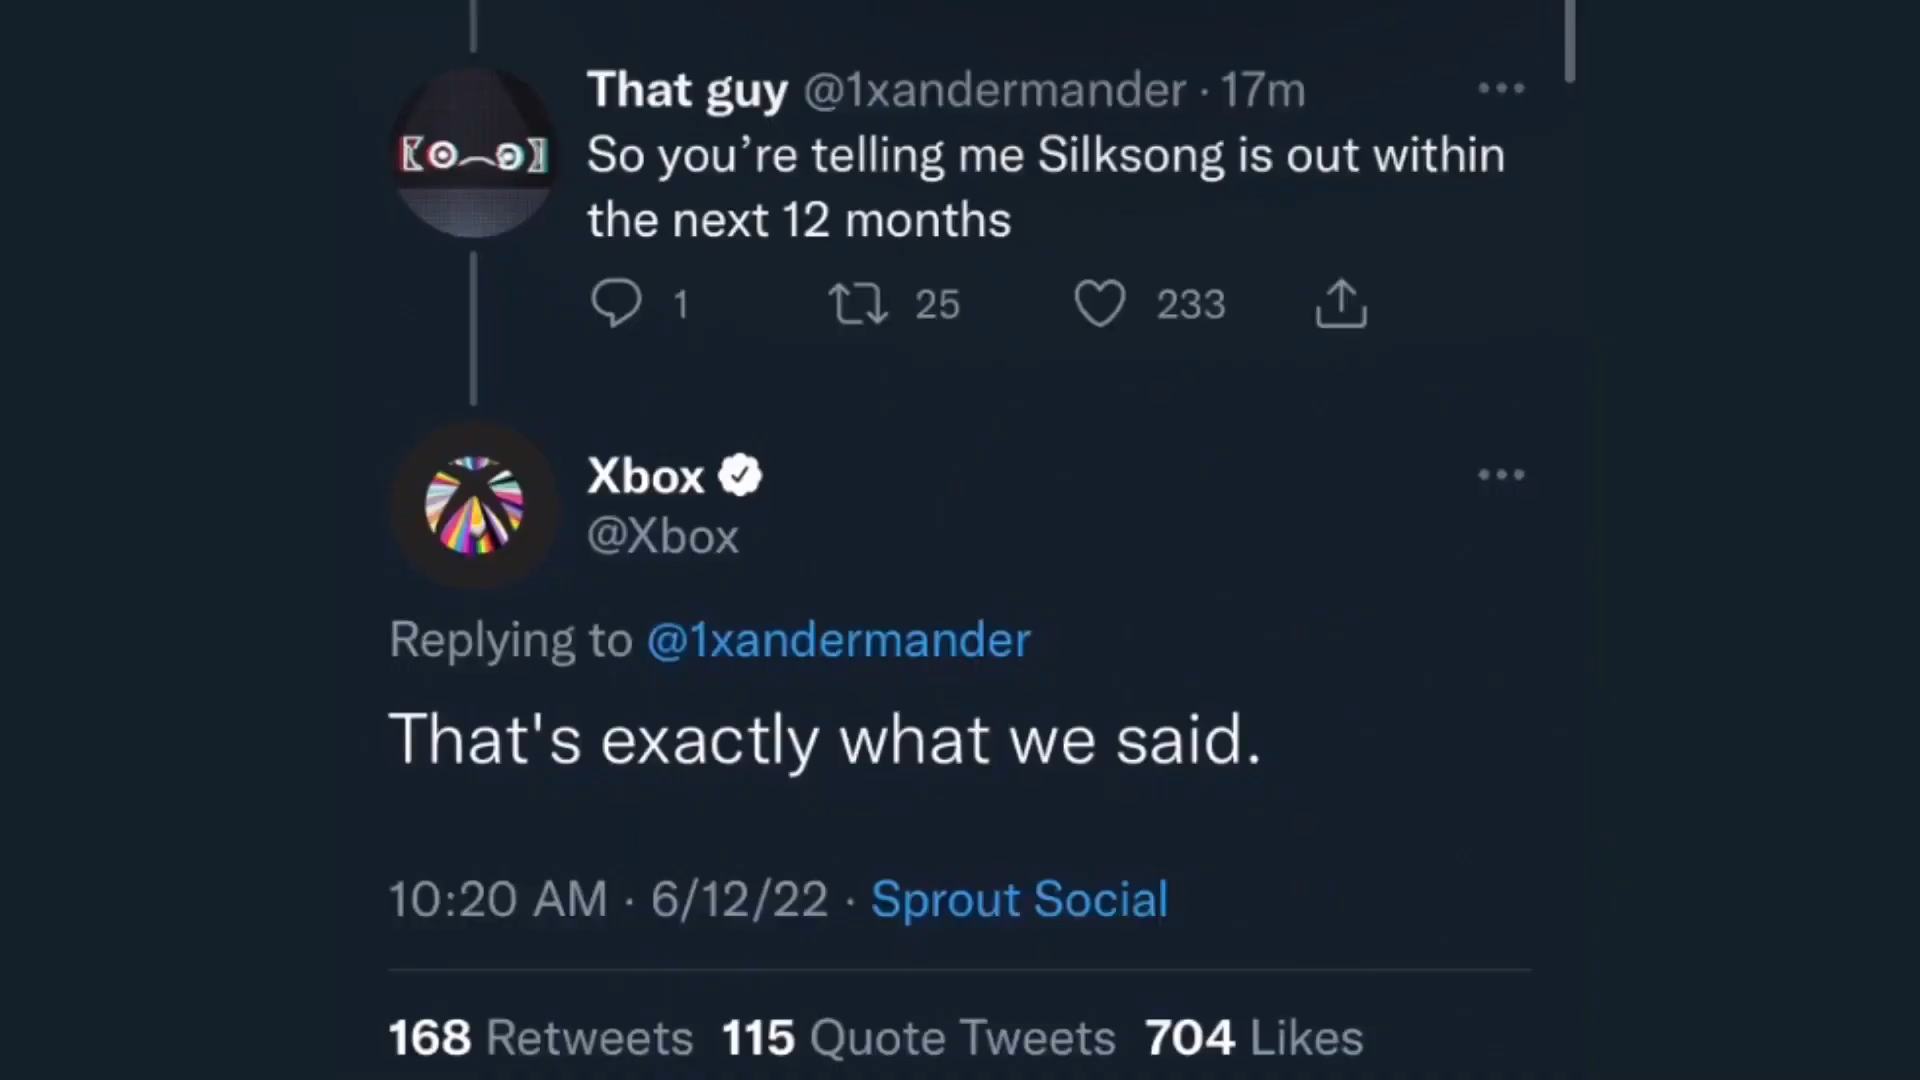 That guy @1xandermander · 17m
So you’re telling me Silksong is out within
the next 12 months
1 25 233
Xbox
@Xbox
Replying to @1xandermander
That's exactly what we said.
10:20 AM · 6/12/22 · Sprout Social
168 Retweets 115 Quote Tweets 704 Likes